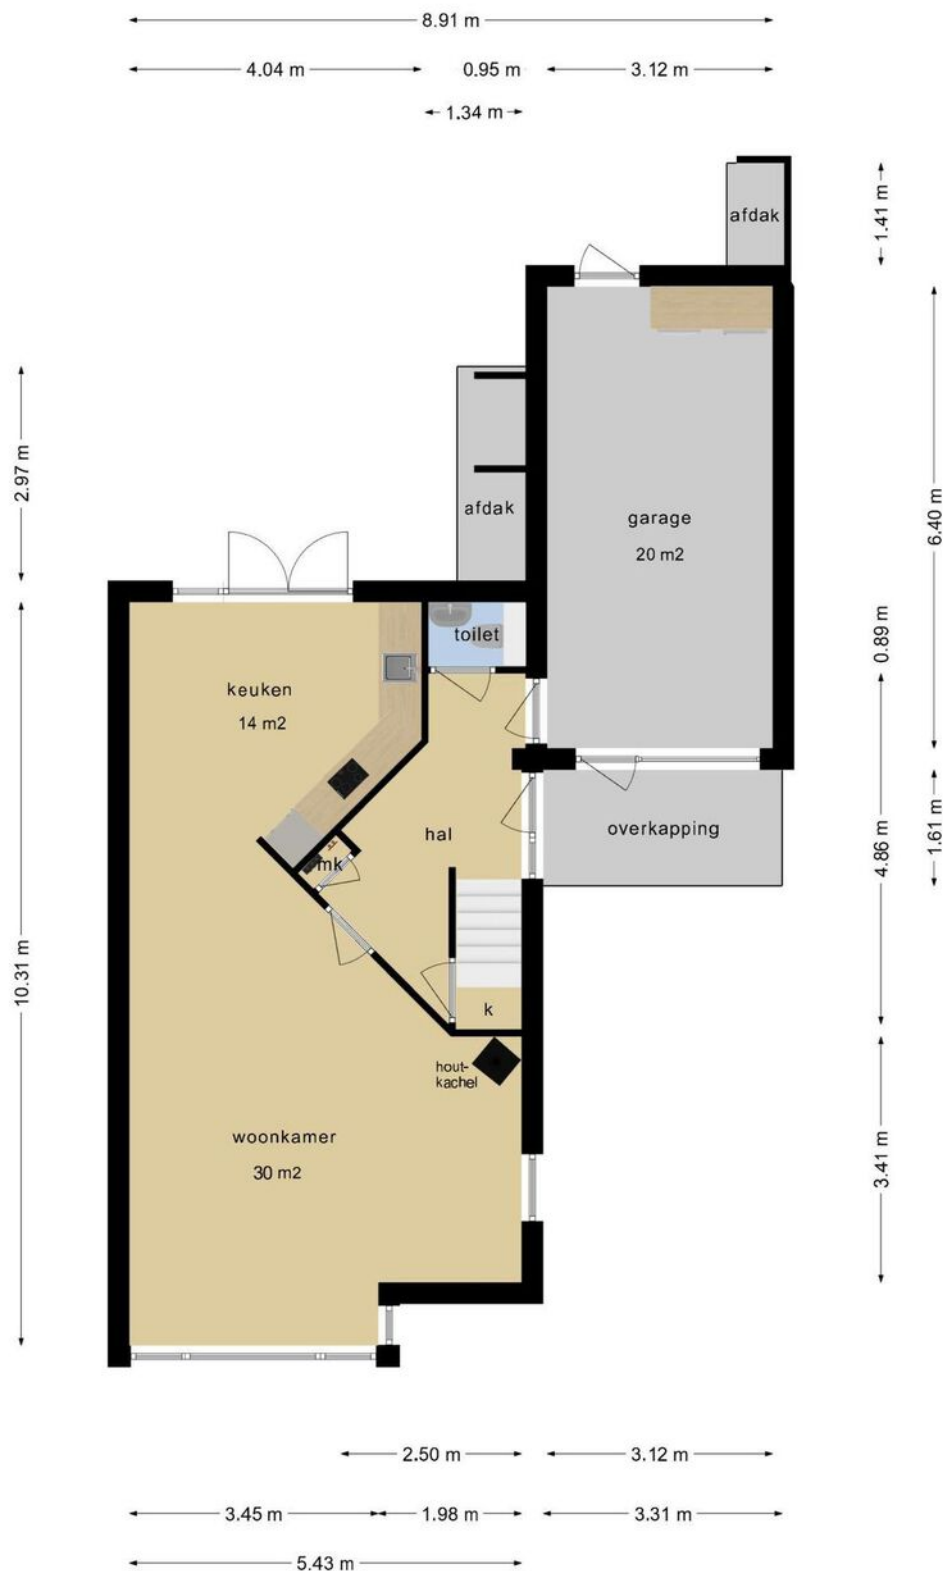 8.91 m
4.04 m
0.95 m
3.12 m
1.34 m
1.41 m
afdak
2.97 m
6.40 m
afdak
garage
20 m2
0.89 m
toilet
keuken
14 m2
hal
overkapping
4.86 m
1.61 m
mk
10.31 m
k
hout-
kachel
woonkamer
30 m2
3.41 m
2.50 m
3.12 m
3.45 m
1.98 m
3.31 m
5.43 m